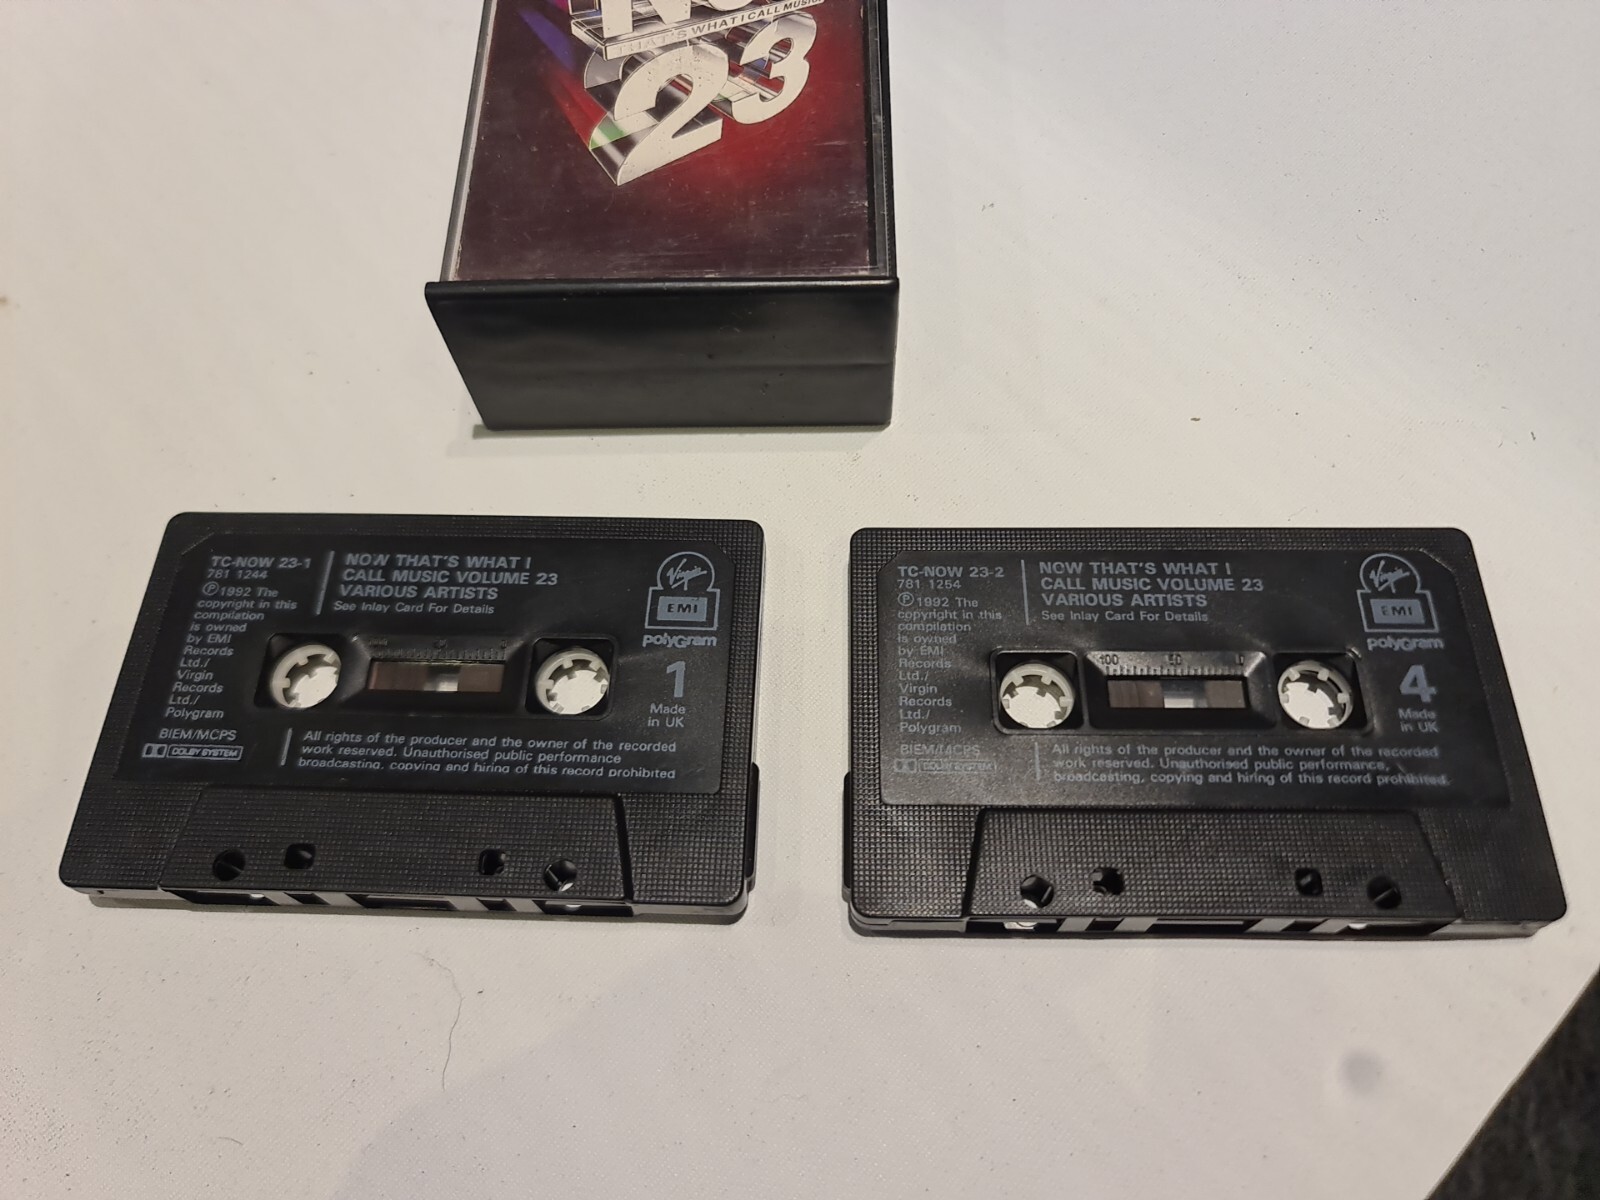 THAT'S WHAT I CALL MUSIC
23
TC-NOW 23-1
781 1244
Ⓟ1992 The
copyright in this
compilation
is owned
by EMI
Records
Ltd./
Virgin
Records
Ltd./
Polygram
BIEM/MCPS
DOLBY SYSTEM
NOW THAT'S WHAT I
CALL MUSIC VOLUME 23
VARIOUS ARTISTS
See Inlay Card For Details
Virgin
EMI
polyGram
1
Made
in UK
All rights of the producer and the owner of the recorded
work reserved. Unauthorised public performance
broadcasting, copying and hiring of this record prohibited
TC-NOW 23-2
781 1254
Ⓟ1992 The
copyright in this
compilation
is owned
by EMI
Records
Ltd./
Virgin
Records
Ltd./
Polygram
BIEM/MCPS
DOLBY SYSTEM
NOW THAT'S WHAT I
CALL MUSIC VOLUME 23
VARIOUS ARTISTS
See Inlay Card For Details
100 50 0
Virgin
EMI
polyGram
4
Made
in UK
All rights of the producer and the owner of the recorded
work reserved. Unauthorised public performance,
broadcasting, copying and hiring of this record prohibited.